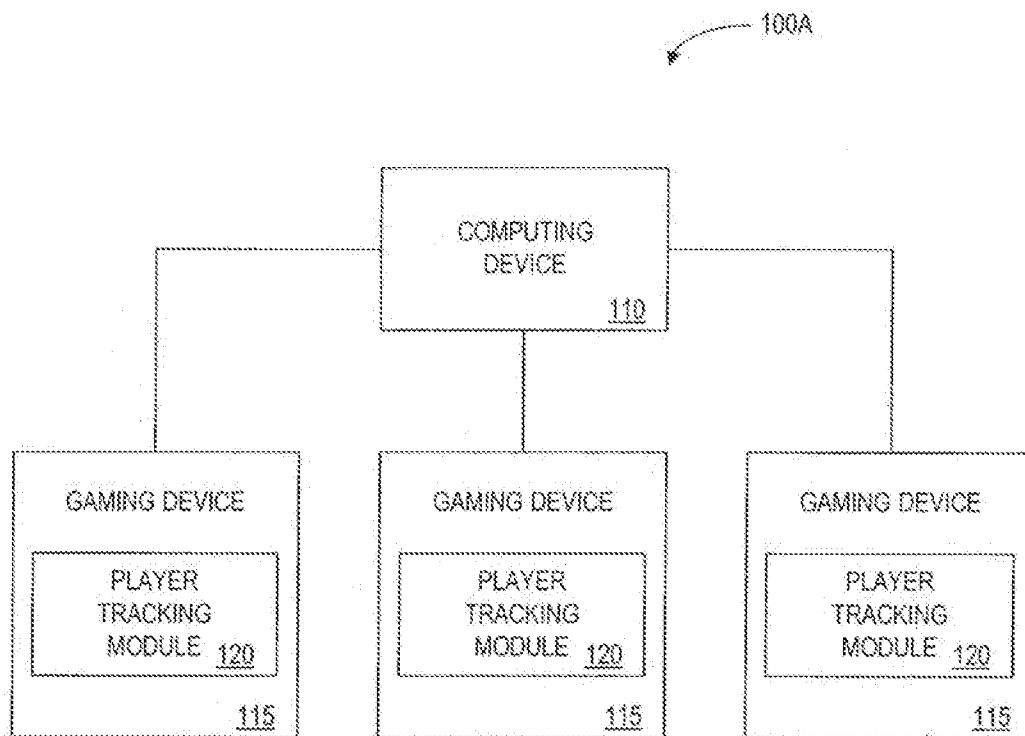 100A
COMPUTING
DEVICE
110
GAMING DEVICE
PLAYER
TRACKING
MODULE 120
115
GAMING DEVICE
PLAYER
TRACKING
MODULE 120
115
GAMING DEVICE
PLAYER
TRACKING
MODULE 120
115